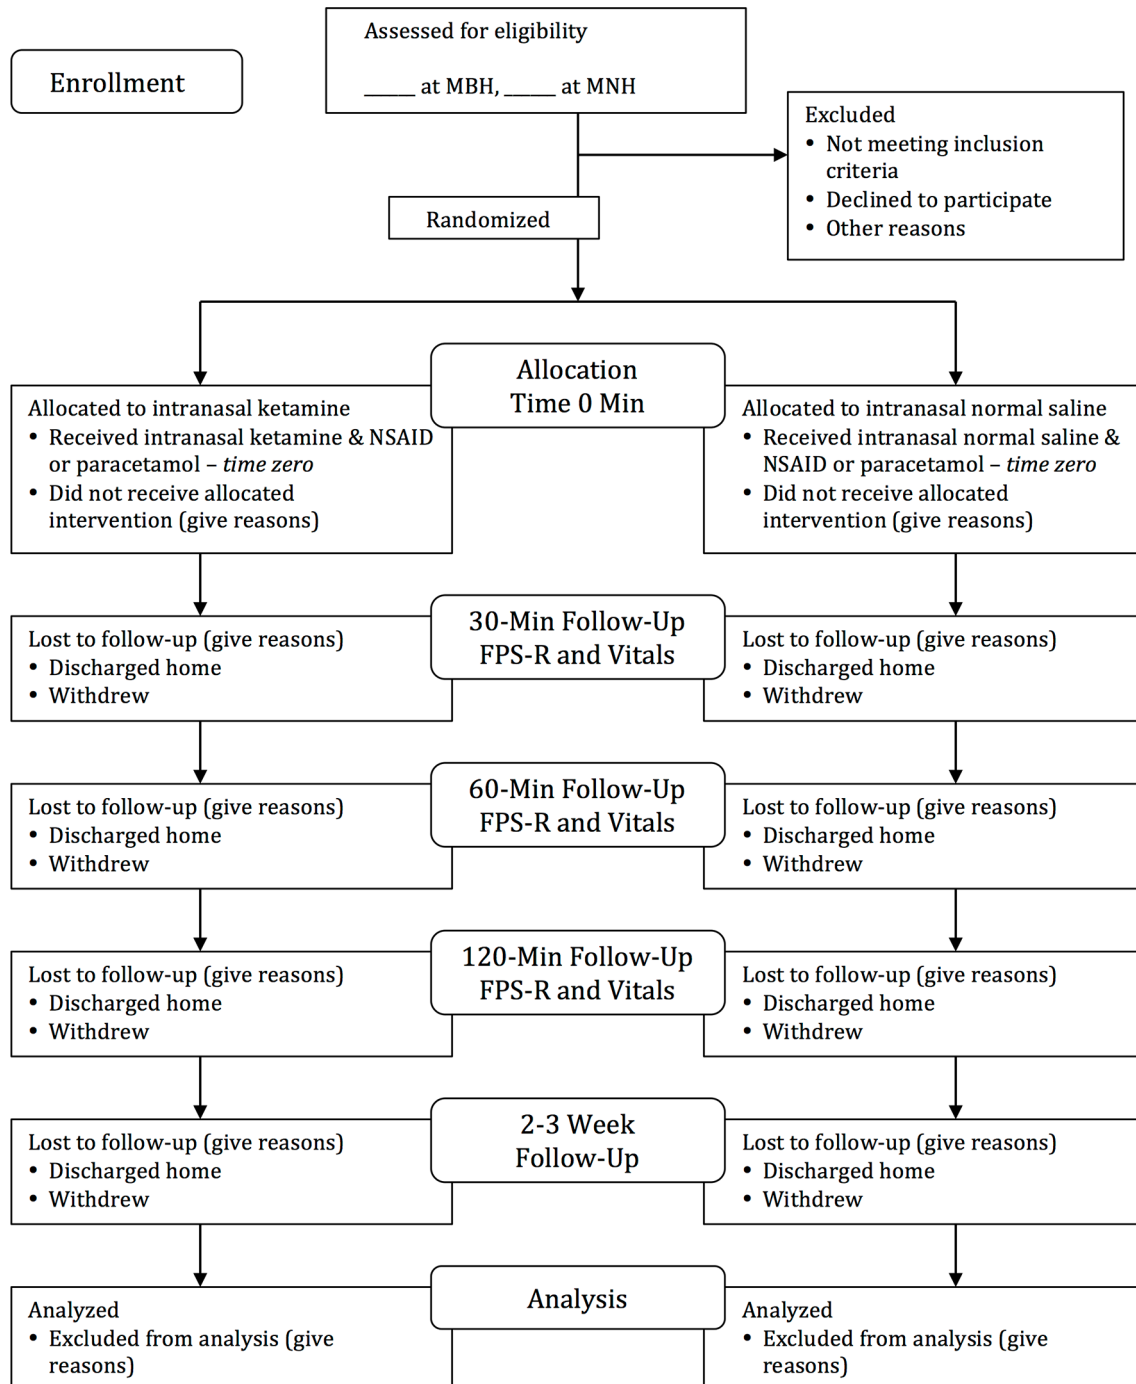 Enrollment
Assessed for eligibility
_____ at MBH, _____ at MNH
Excluded
• Not meeting inclusion
criteria
• Declined to participate
• Other reasons
Randomized
Allocation
Time 0 Min
Allocated to intranasal ketamine
• Received intranasal ketamine & NSAID
or paracetamol – time zero
• Did not receive allocated
intervention (give reasons)
Allocated to intranasal normal saline
• Received intranasal normal saline &
NSAID or paracetamol – time zero
• Did not receive allocated
intervention (give reasons)
30-Min Follow-Up
FPS-R and Vitals
Lost to follow-up (give reasons)
• Discharged home
• Withdrew
Lost to follow-up (give reasons)
• Discharged home
• Withdrew
60-Min Follow-Up
FPS-R and Vitals
Lost to follow-up (give reasons)
• Discharged home
• Withdrew
Lost to follow-up (give reasons)
• Discharged home
• Withdrew
120-Min Follow-Up
FPS-R and Vitals
Lost to follow-up (give reasons)
• Discharged home
• Withdrew
Lost to follow-up (give reasons)
• Discharged home
• Withdrew
2-3 Week
Follow-Up
Lost to follow-up (give reasons)
• Discharged home
• Withdrew
Lost to follow-up (give reasons)
• Discharged home
• Withdrew
Analysis
Analyzed
• Excluded from analysis (give
reasons)
Analyzed
• Excluded from analysis (give
reasons)